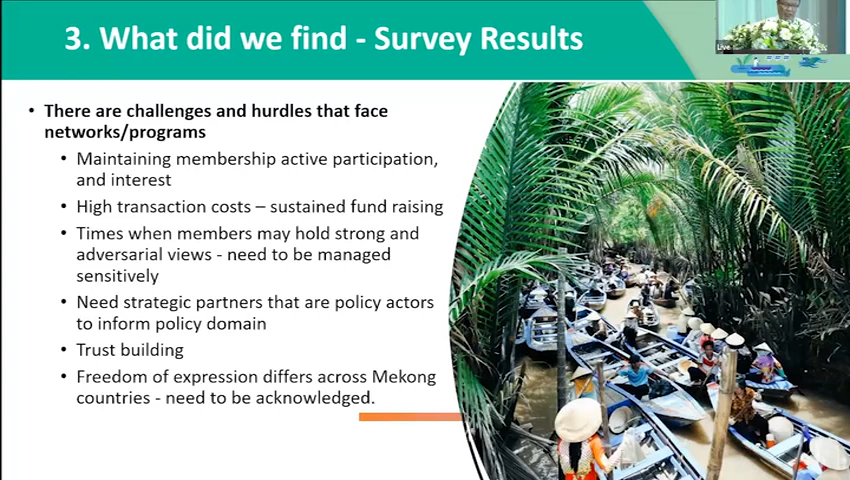 3. What did we find - Survey Results
Live
• There are challenges and hurdles that face
networks/programs
• Maintaining membership active participation,
and interest
• High transaction costs – sustained fund raising
• Times when members may hold strong and
adversarial views - need to be managed
sensitively
• Need strategic partners that are policy actors
to inform policy domain
• Trust building
• Freedom of expression differs across Mekong
countries - need to be acknowledged.